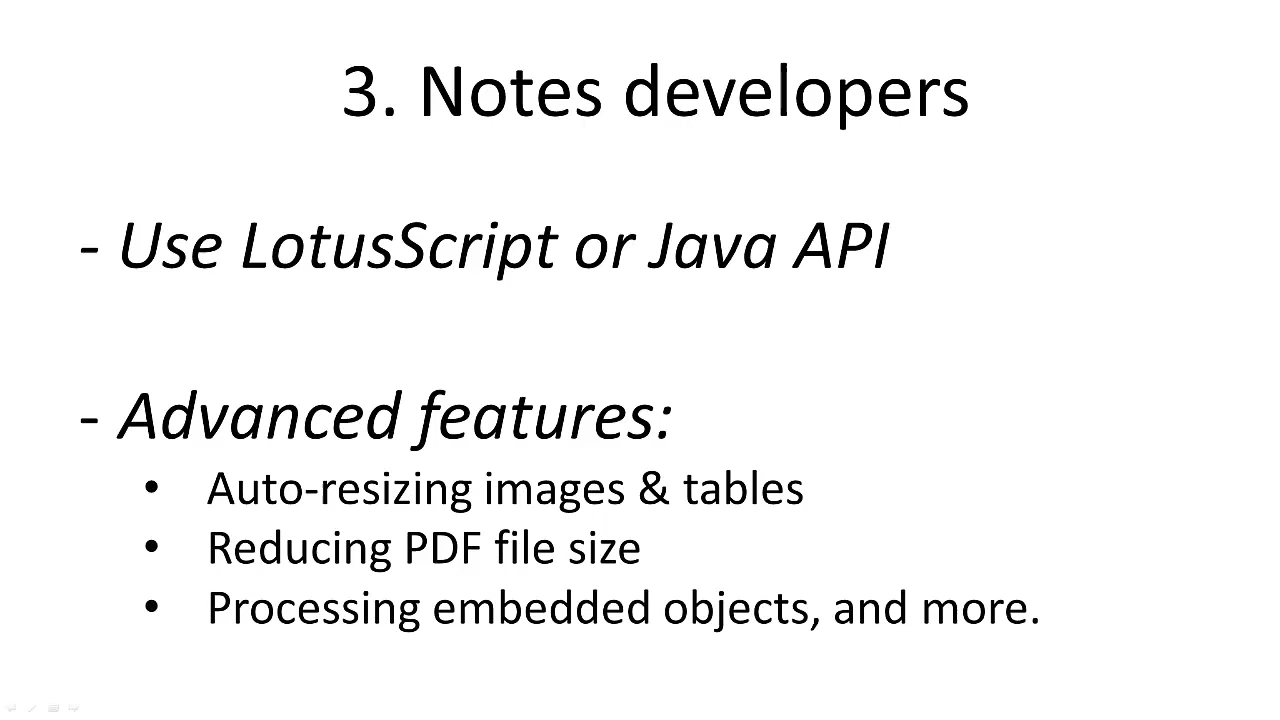 3. Notes developers
- Use LotusScript or Java API
- Advanced features:
• Auto-resizing images & tables
• Reducing PDF file size
• Processing embedded objects, and more.